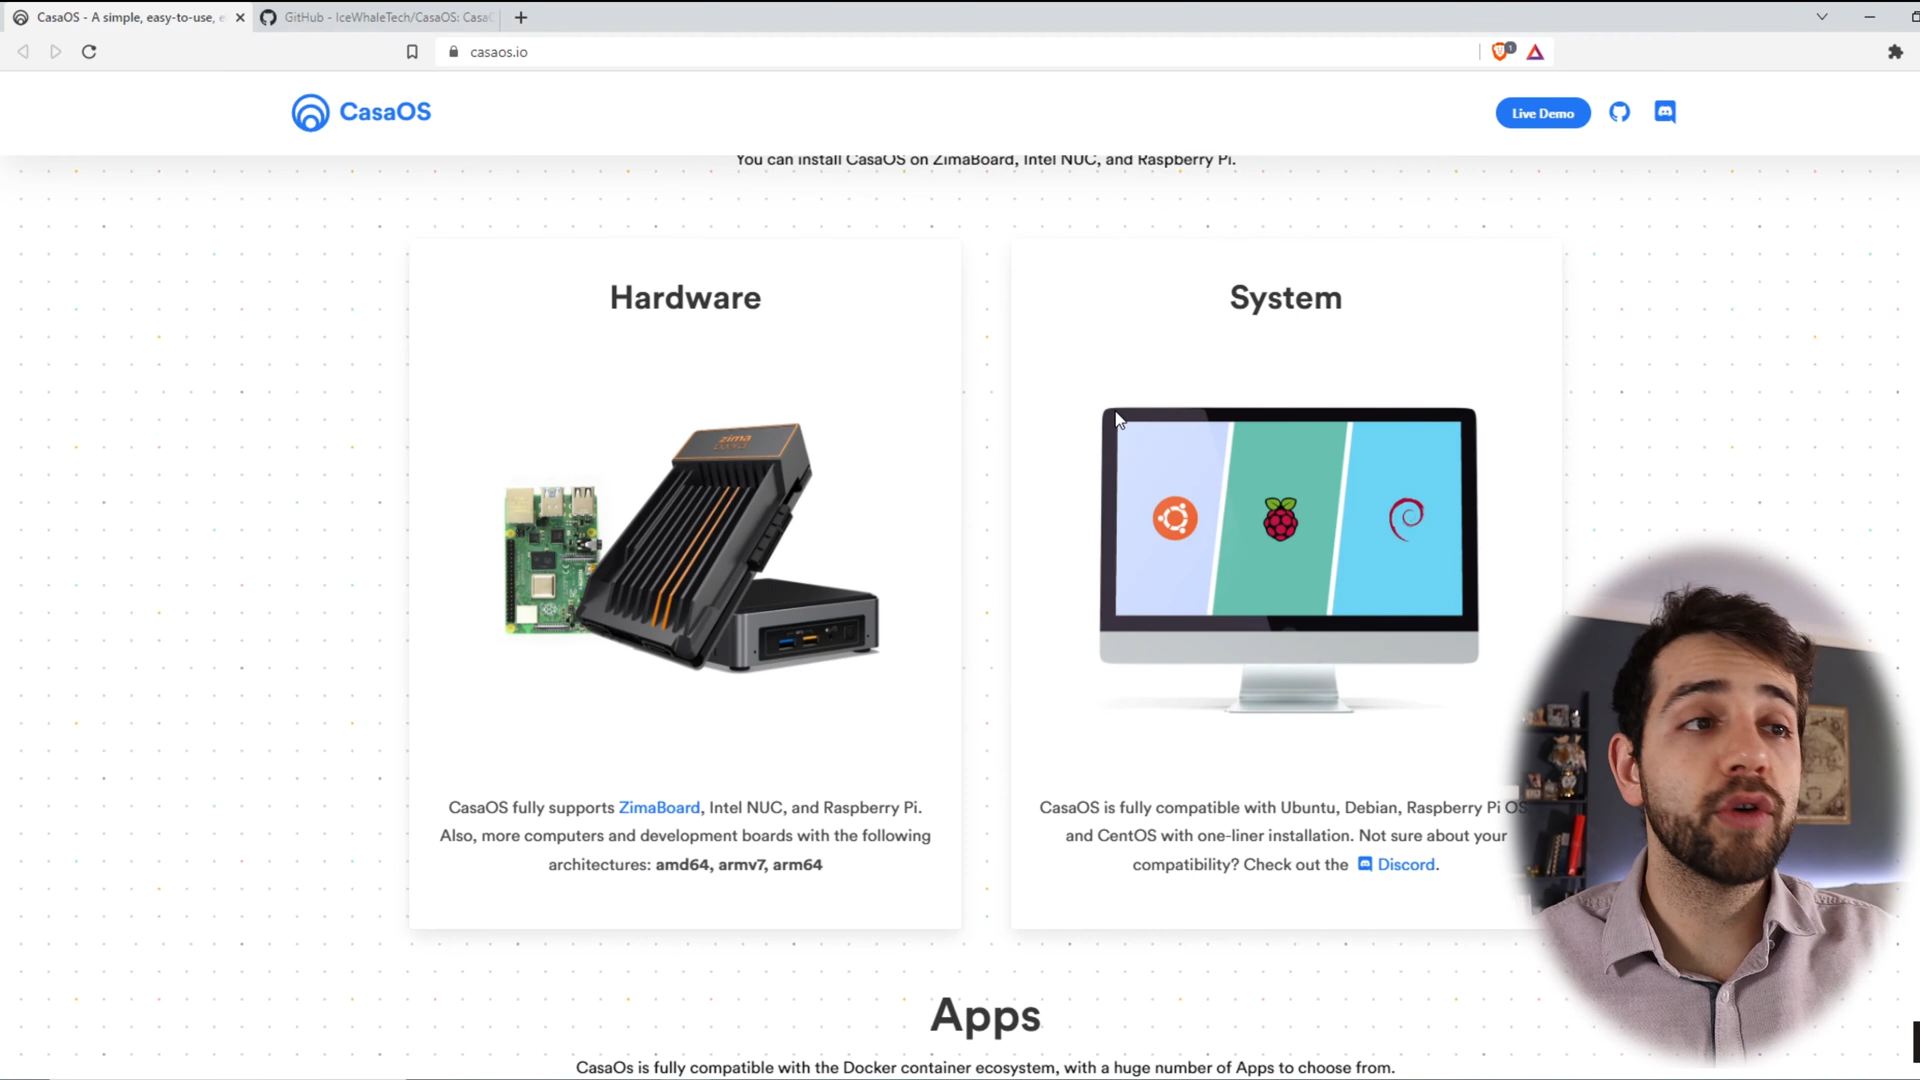 CasaOS - A simple, easy-to-use,
GitHub - IceWhaleTech/CasaOS: Casa
casaos.io
1
CasaOS
Live Demo
You can install CasaOS on ZimaBoard, Intel NUC, and Raspberry Pi.
Hardware
System
zima
board
CasaOS fully supports ZimaBoard, Intel NUC, and Raspberry Pi.
Also, more computers and development boards with the following
architectures: amd64, armv7, arm64
CasaOS is fully compatible with Ubuntu, Debian, Raspberry Pi OS
and CentOS with one-liner installation. Not sure about your
compatibility? Check out the Discord.
Apps
CasaOs is fully compatible with the Docker container ecosystem, with a huge number of Apps to choose from.